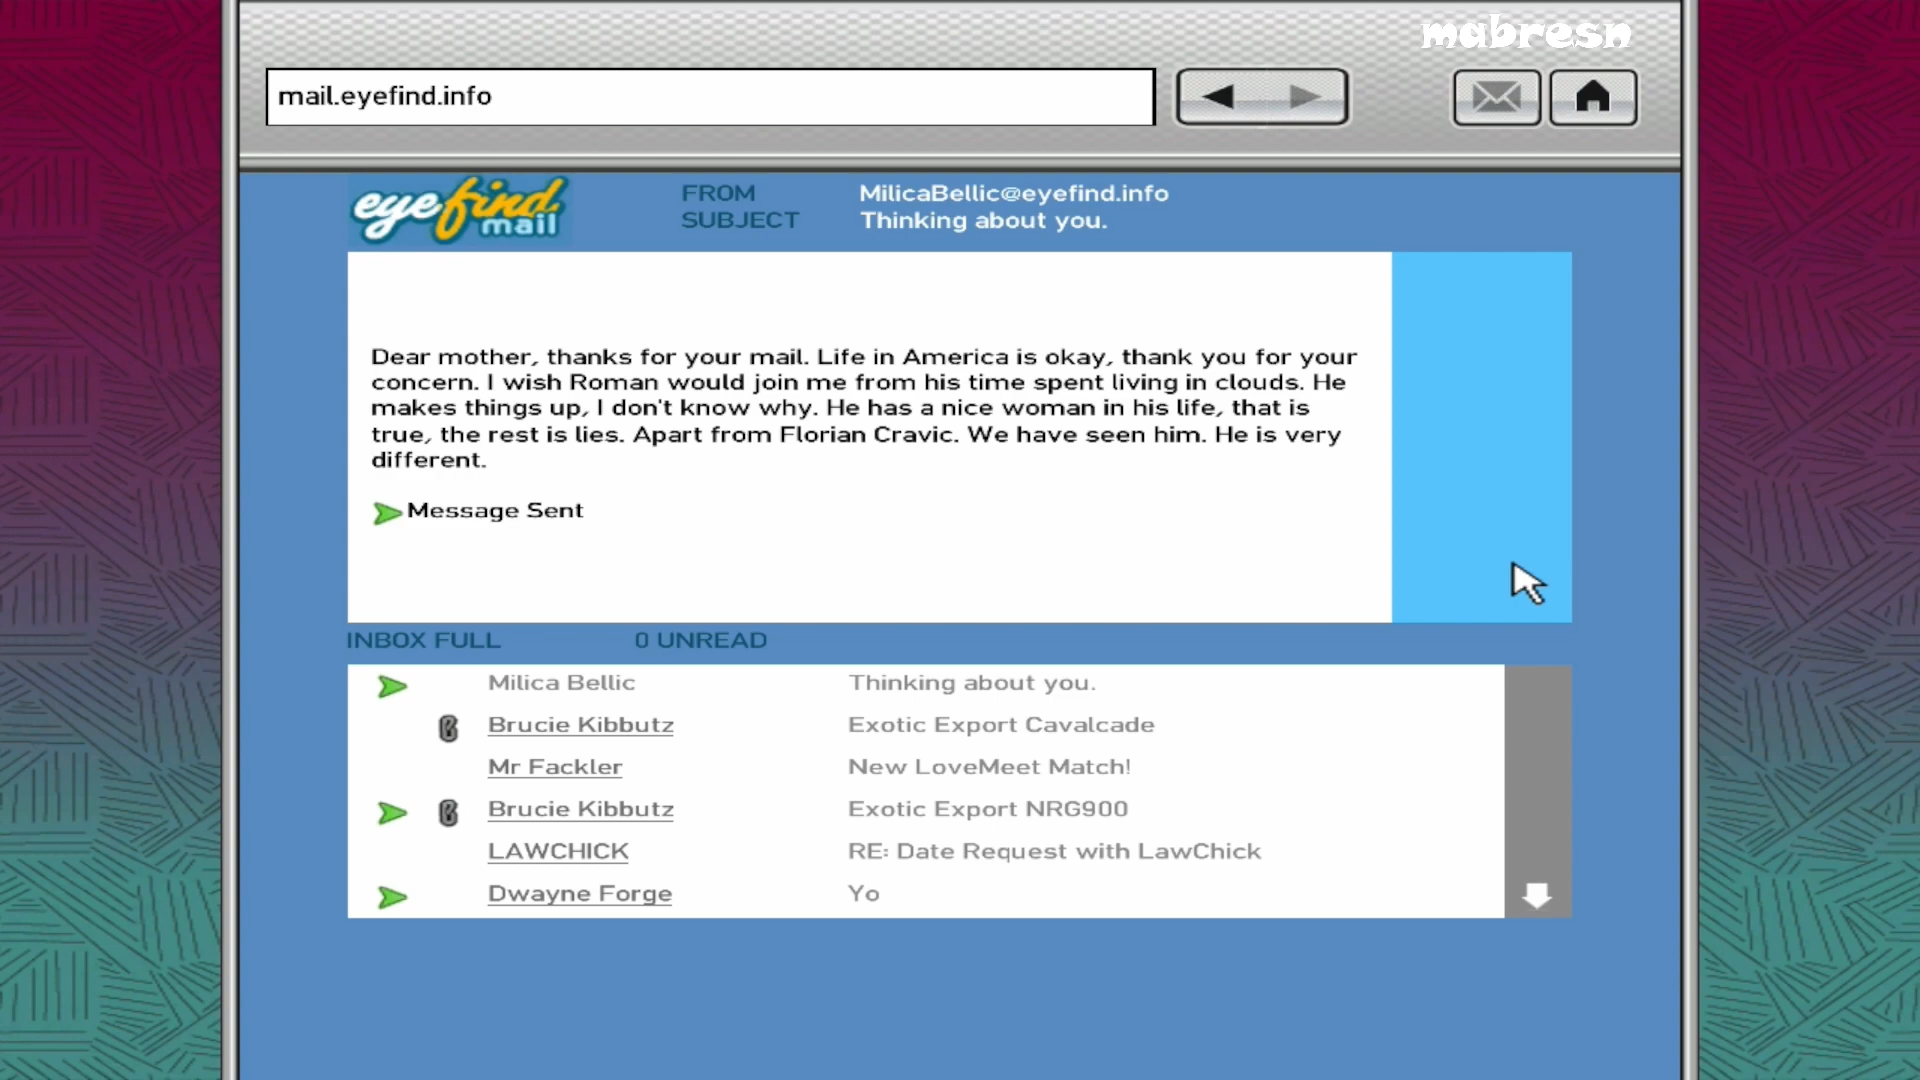 mabresn
mail.eyefind.info
eyefind mail
FROM MilicaBellic@eyefind.info
SUBJECT Thinking about you.
Dear mother, thanks for your mail. Life in America is okay, thank you for your
concern. I wish Roman would join me from his time spent living in clouds. He
makes things up, I don't know why. He has a nice woman in his life, that is
true, the rest is lies. Apart from Florian Cravic. We have seen him. He is very
different.
Message Sent
INBOX FULL 0 UNREAD
Milica Bellic Thinking about you.
Brucie Kibbutz Exotic Export Cavalcade
Mr Fackler New LoveMeet Match!
Brucie Kibbutz Exotic Export NRG900
LAWCHICK RE: Date Request with LawChick
Dwayne Forge Yo